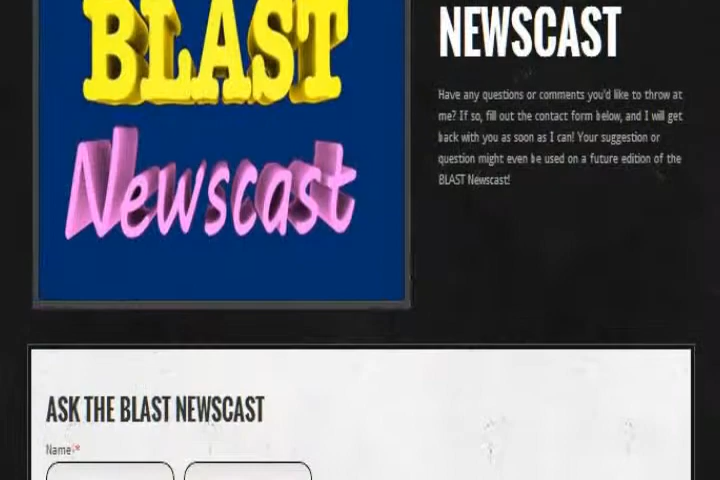 BLAST
Newscast
NEWSCAST
Have any questions or comments you'd like to throw at
me? If so, fill out the contact form below, and I will get
back with you as soon as I can! Your suggestion or
question might even be used on a future edition of the
BLAST Newscast!
ASK THE BLAST NEWSCAST
Name *